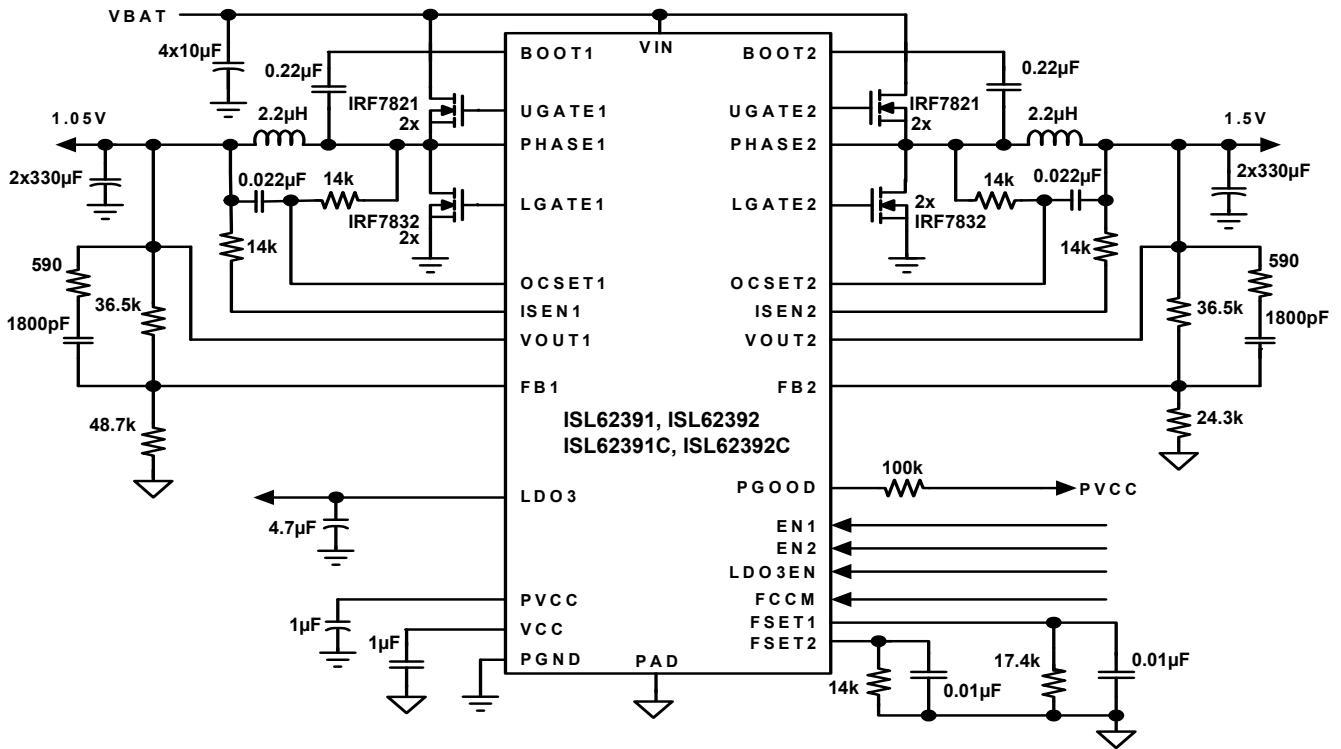 VBAT
4x10µF
0.22µF
BOOT1
VIN
BOOT2
0.22µF
IRF7821
2x
UGATE1
UGATE2
IRF7821
2x
1.05V
2.2µH
PHASE1
PHASE2
2.2µH
1.5V
2x330µF
0.022µF
14k
14k
0.022µF
2x330µF
IRF7832
2x
LGATE1
LGATE2
2x
IRF7832
14k
14k
590
OCSET1
OCSET2
590
36.5k
ISEN1
ISEN2
36.5k
1800pF
VOUT1
VOUT2
1800pF
FB1
FB2
48.7k
ISL62391, ISL62392
ISL62391C, ISL62392C
24.3k
LDO3
PGOOD
100k
PVCC
4.7µF
EN1
EN2
LDO3EN
FCCM
PVCC
FSET1
1µF
VCC
FSET2
1µF
PGND
PAD
14k
0.01µF
17.4k
0.01µF